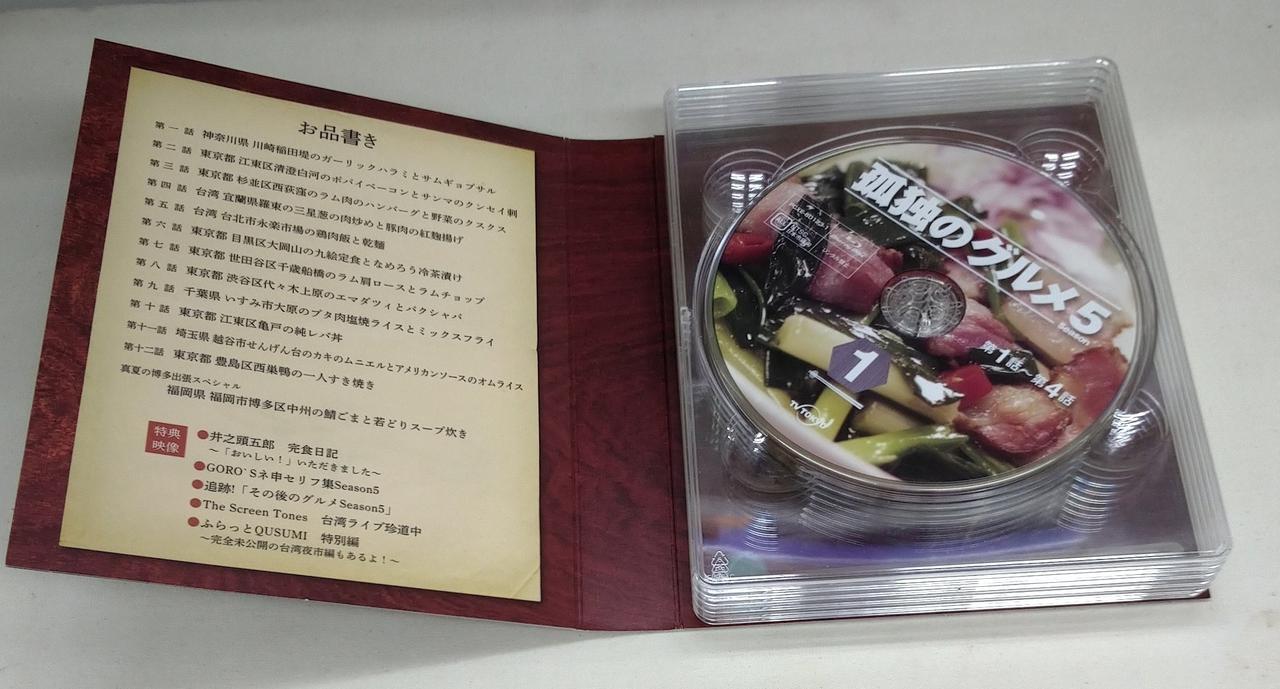 お品書き
第一話 神奈川県 川崎稲田堤のガーリックハラミとサムギョプサル
第二話 東京都 江東区清澄白河のポパイベーコンとサンマのクンセイ刺
第三話 東京都 杉並区西荻窪のラム肉のハンバーグと野菜のクスクス
第四話 台湾 宜蘭県羅東の三星葱の肉炒めと豚肉の紅麹揚げ
第五話 台湾 台北市永楽市場の鶏肉飯と乾麺
第六話 東京都 目黒区大岡山の九絵定食となめろう冷茶漬け
第七話 東京都 世田谷区千歳船橋のラム肩ロースとラムチョップ
第八話 東京都 渋谷区代々木上原のエマダツィとパクシャパ
第九話 千葉県 いすみ市大原のブタ肉塩焼ライスとミックスフライ
第十話 東京都 江東区亀戸の純レバ丼
第十一話 埼玉県 越谷市せんげん台のカキのムニエルとアメリカンソースのオムライス
第十二話 東京都 豊島区西巣鴨の一人すき焼き
真夏の博多出張スペシャル
福岡県 福岡市博多区中州の鯖ごまと若どりスープ炊き
特典
映像
●井之頭五郎 完食日記
～「おいしい!」いただきました～
●GORO`Sネ申セリフ集Season5
●追跡!「その後のグルメSeason5」
●The Screen Tones 台湾ライブ珍道中
●ふらっとQUSUMI 特別編
～完全未公開の台湾夜市編もあるよ!～
孤独のグルメ5
Season
1
第1話～第4話
TV TOKYO